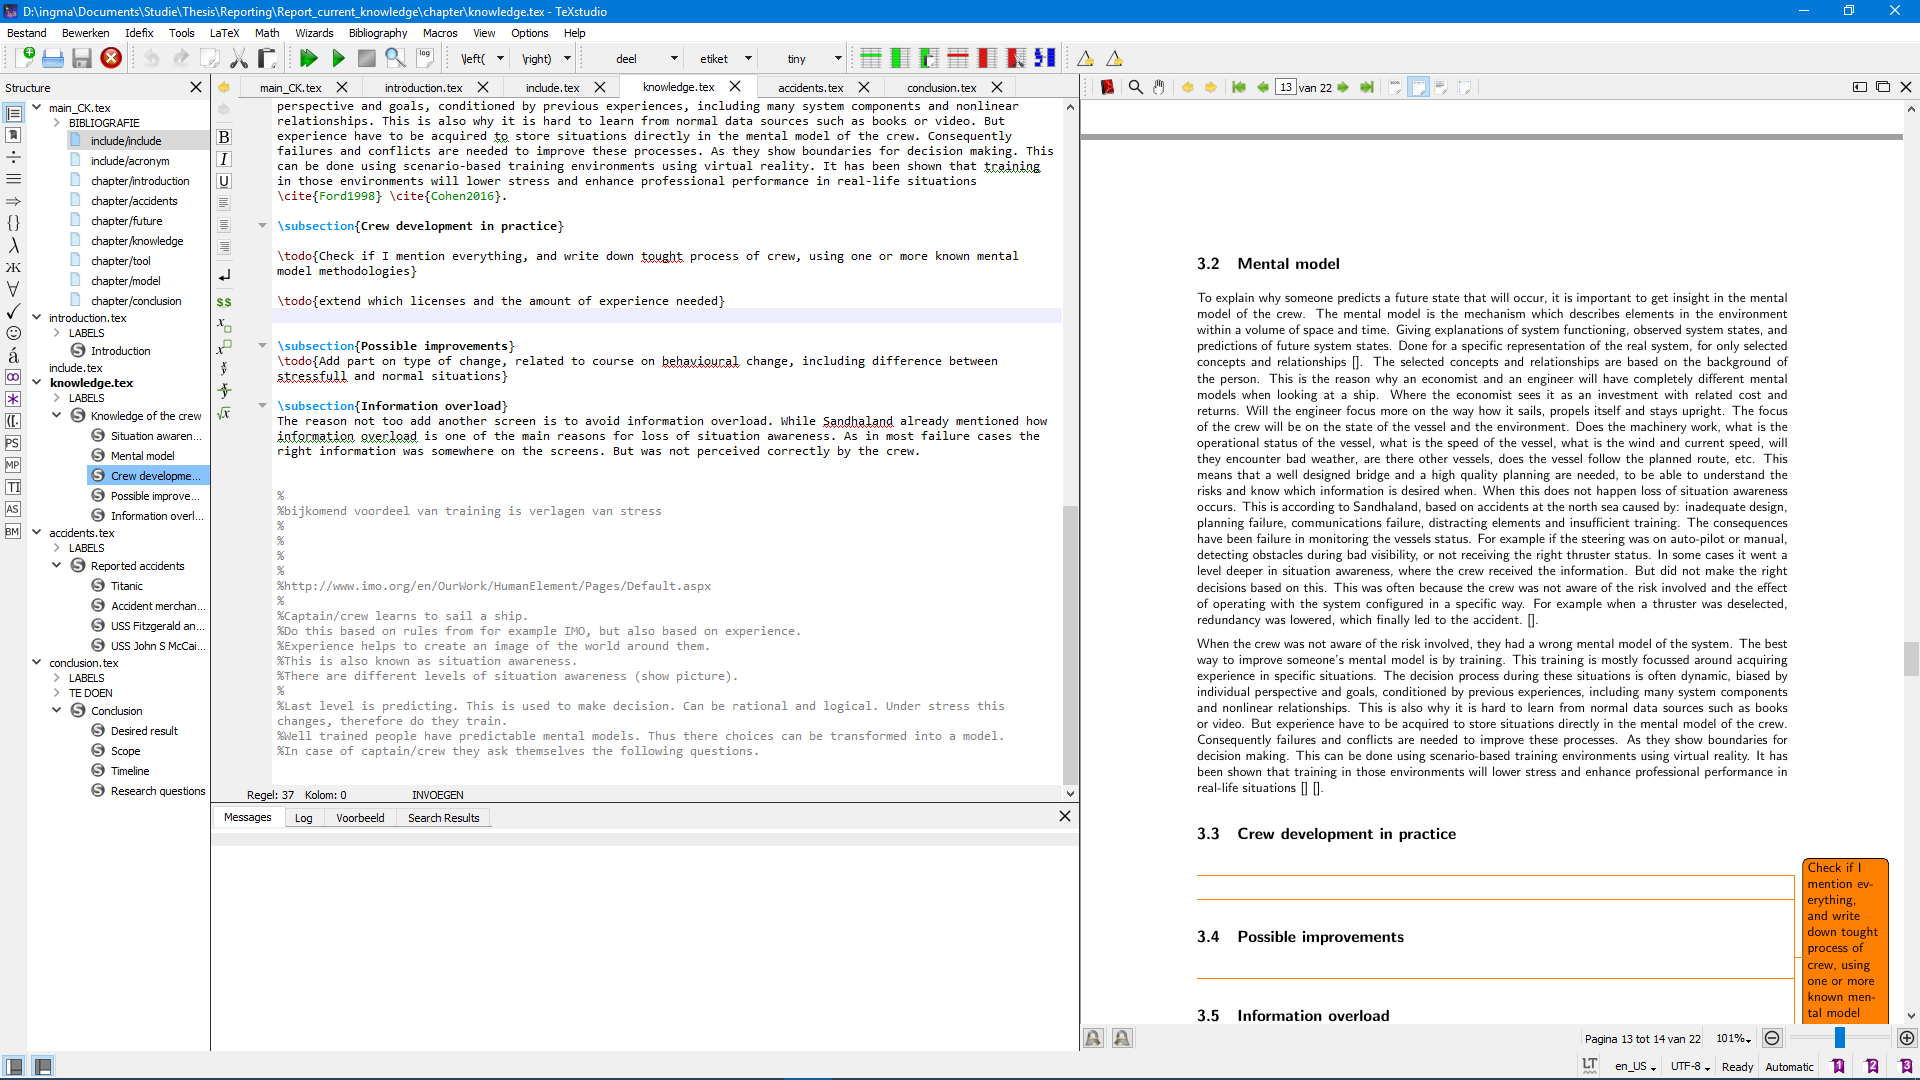 D:\ingma\Documents\Studie\Thesis\Reporting\Report_current_knowledge\chapter\knowledge.tex - TeXstudio
Bestand Bewerken Idefix Tools LaTeX Math Wizards Bibliography Macros View Options Help
\left( \right) deel etiket tiny
Structure
main_CK.tex
BIBLIOGRAFIE
include/include
include/acronym
chapter/introduction
chapter/accidents
chapter/future
chapter/knowledge
chapter/tool
chapter/model
chapter/conclusion
introduction.tex
LABELS
Introduction
include.tex
knowledge.tex
LABELS
Knowledge of the crew
Situation awaren...
Mental model
Crew developme...
Possible improve...
Information overl...
accidents.tex
LABELS
Reported accidents
Titanic
Accident merchan...
USS Fitzgerald an...
USS John S McCai...
conclusion.tex
LABELS
TE DOEN
Conclusion
Desired result
Scope
Timeline
Research questions
main_CK.tex introduction.tex include.tex knowledge.tex accidents.tex conclusion.tex
perspective and goals, conditioned by previous experiences, including many system components and nonlinear
relationships. This is also why it is hard to learn from normal data sources such as books or video. But
experience have to be acquired to store situations directly in the mental model of the crew. Consequently
failures and conflicts are needed to improve these processes. As they show boundaries for decision making. This
can be done using scenario-based training environments using virtual reality. It has been shown that training
in those environments will lower stress and enhance professional performance in real-life situations
\cite{Ford1998} \cite{Cohen2016}.
\subsection{Crew development in practice}
\todo{Check if I mention everything, and write down tought process of crew, using one or more known mental
model methodologies}
\todo{extend which licenses and the amount of experience needed}
\subsection{Possible improvements}
\todo{Add part on type of change, related to course on behavioural change, including difference between
stressfull and normal situations}
\subsection{Information overload}
The reason not too add another screen is to avoid information overload. While Sandhaland already mentioned how
information overload is one of the main reasons for loss of situation awareness. As in most failure cases the
right information was somewhere on the screens. But was not perceived correctly by the crew.
%
%bijkomend voordeel van training is verlagen van stress
%
%
%
%
%http://www.imo.org/en/OurWork/HumanElement/Pages/Default.aspx
%
%Captain/crew learns to sail a ship.
%Do this based on rules from for example IMO, but also based on experience.
%Experience helps to create an image of the world around them.
%This is also known as situation awareness.
%There are different levels of situation awareness (show picture).
%
%Last level is predicting. This is used to make decision. Can be rational and logical. Under stress this
changes, therefore do they train.
%Well trained people have predictable mental models. Thus there choices can be transformed into a model.
%In case of captain/crew they ask themselves the following questions.
Regel: 37 Kolom: 0 INVOEGEN
Messages Log Voorbeeld Search Results
13 van 22
3.2 Mental model
To explain why someone predicts a future state that will occur, it is important to get insight in the mental
model of the crew. The mental model is the mechanism which describes elements in the environment
within a volume of space and time. Giving explanations of system functioning, observed system states, and
predictions of future system states. Done for a specific representation of the real system, for only selected
concepts and relationships []. The selected concepts and relationships are based on the background of
the person. This is the reason why an economist and an engineer will have completely different mental
models when looking at a ship. Where the economist sees it as an investment with related cost and
returns. Will the engineer focus more on the way how it sails, propels itself and stays upright. The focus
of the crew will be on the state of the vessel and the environment. Does the machinery work, what is the
operational status of the vessel, what is the speed of the vessel, what is the wind and current speed, will
they encounter bad weather, are there other vessels, does the vessel follow the planned route, etc. This
means that a well designed bridge and a high quality planning are needed, to be able to understand the
risks and know which information is desired when. When this does not happen loss of situation awareness
occurs. This is according to Sandhaland, based on accidents at the north sea caused by: inadequate design,
planning failure, communications failure, distracting elements and insufficient training. The consequences
have been failure in monitoring the vessels status. For example if the steering was on auto-pilot or manual,
detecting obstacles during bad visibility, or not receiving the right thruster status. In some cases it went a
level deeper in situation awareness, where the crew received the information. But did not make the right
decisions based on this. This was often because the crew was not aware of the risk involved and the effect
of operating with the system configured in a specific way. For example when a thruster was deselected,
redundancy was lowered, which finally led to the accident. [].
When the crew was not aware of the risk involved, they had a wrong mental model of the system. The best
way to improve someone's mental model is by training. This training is mostly focussed around acquiring
experience in specific situations. The decision process during these situations is often dynamic, biased by
individual perspective and goals, conditioned by previous experiences, including many system components
and nonlinear relationships. This is also why it is hard to learn from normal data sources such as books
or video. But experience have to be acquired to store situations directly in the mental model of the crew.
Consequently failures and conflicts are needed to improve these processes. As they show boundaries for
decision making. This can be done using scenario-based training environments using virtual reality. It has
been shown that training in those environments will lower stress and enhance professional performance in
real-life situations [] [].
3.3 Crew development in practice
3.4 Possible improvements
3.5 Information overload
Check if I
mention ev-
erything,
and write
down tought
process of
crew, using
one or more
known men-
tal model
Pagina 13 tot 14 van 22 101%
LT en_US UTF-8 Ready Automatic 1 2 3